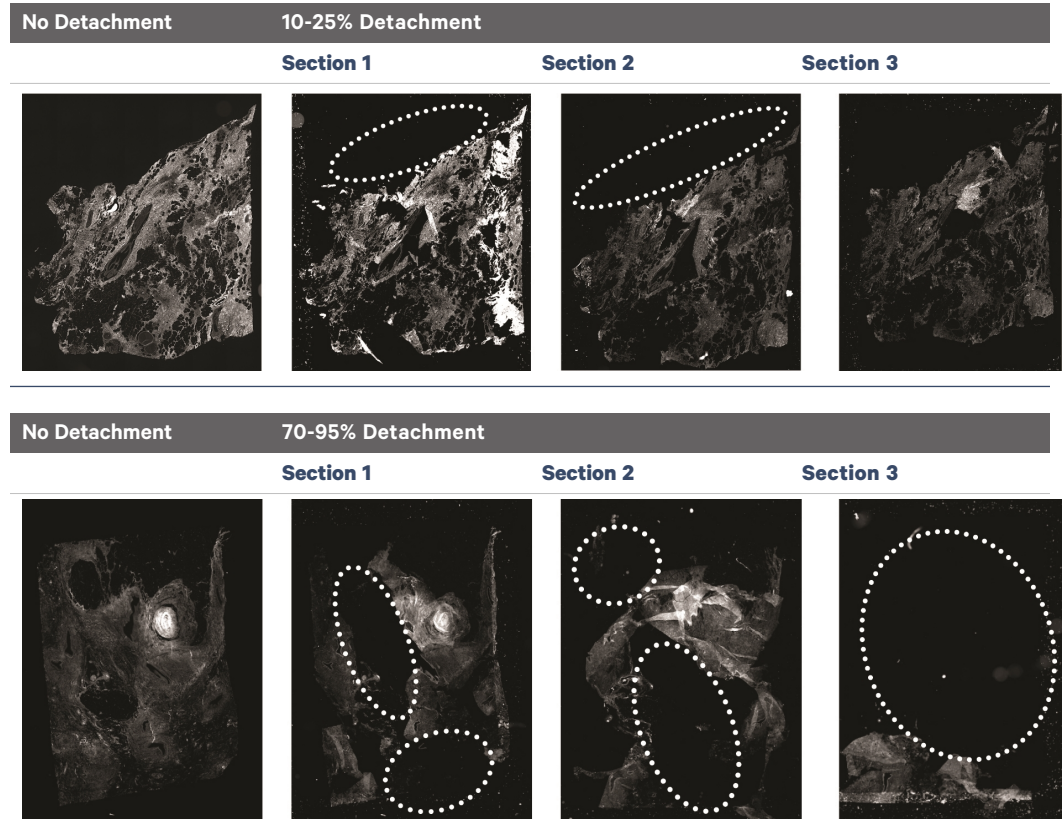 No Detachment 10-25% Detachment
Section 1 Section 2 Section 3
No Detachment 70-95% Detachment
Section 1 Section 2 Section 3